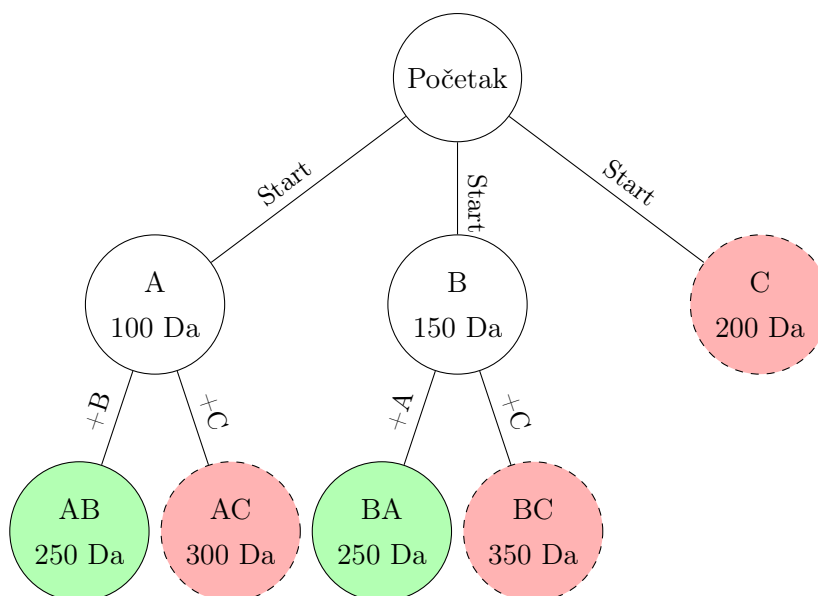 Početak
Start
Start
Start
A
100 Da
B
150 Da
C
200 Da
+B
+C
+A
+C
AB
250 Da
AC
300 Da
BA
250 Da
BC
350 Da